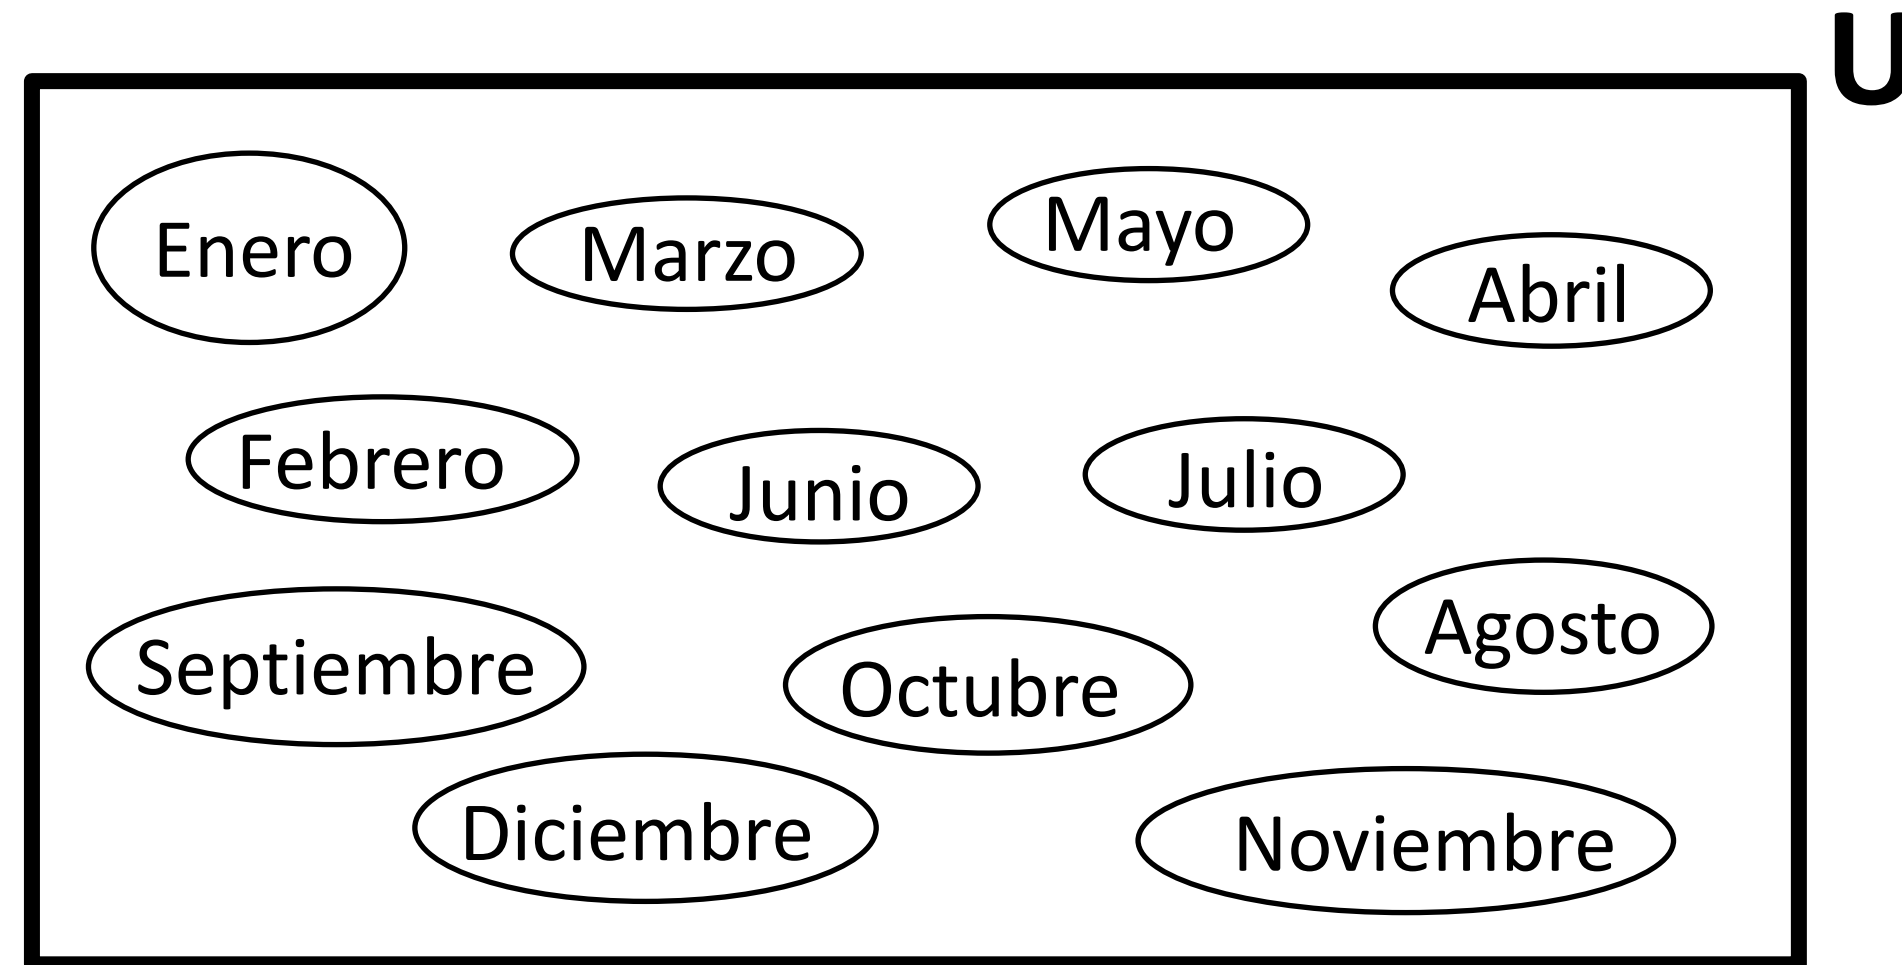 U
Enero
Marzo
Mayo
Abril
Febrero
Junio
Julio
Septiembre
Octubre
Agosto
Diciembre
Noviembre